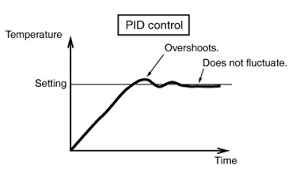 PID control
Temperature
Overshoots.
Does not fluctuate.
Setting
Time